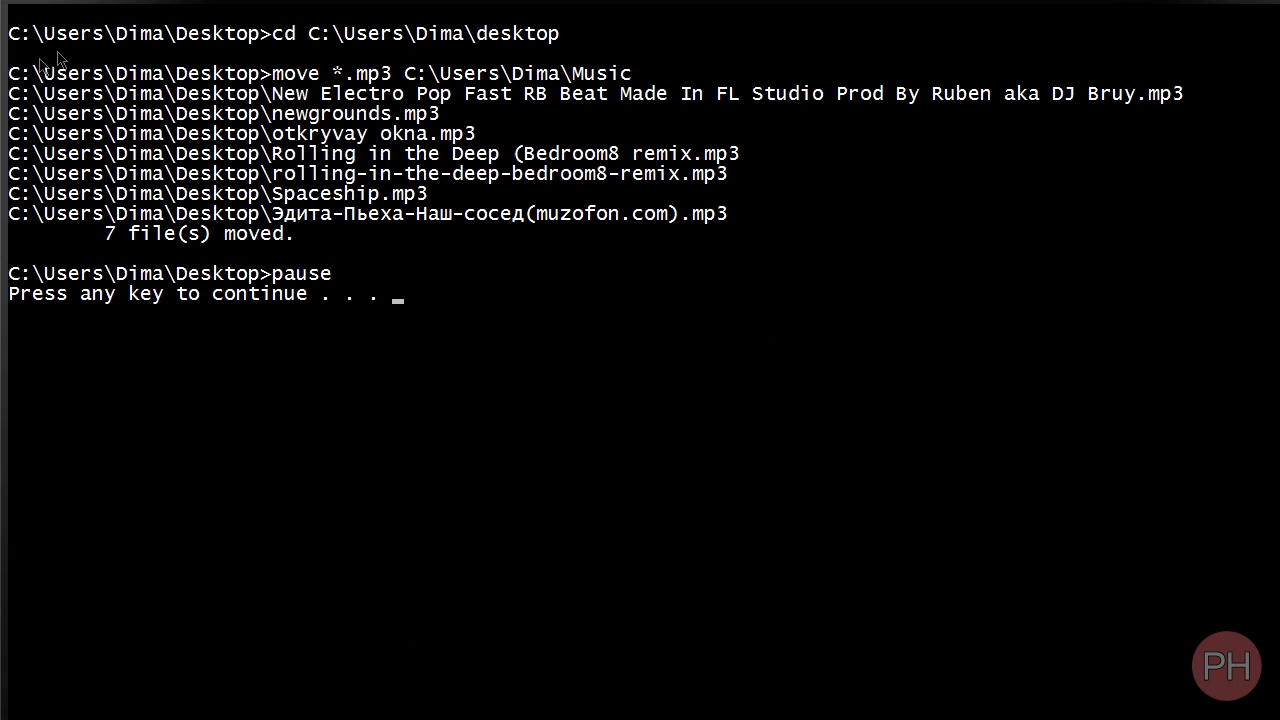 C:\Users\Dima\Desktop>cd C:\Users\Dima\desktop
C:\Users\Dima\Desktop>move *.mp3 C:\Users\Dima\Music
C:\Users\Dima\Desktop\New Electro Pop Fast RB Beat Made In FL Studio Prod By Ruben aka DJ Bruy.mp3
C:\Users\Dima\Desktop\newgrounds.mp3
C:\Users\Dima\Desktop\otkryvay okna.mp3
C:\Users\Dima\Desktop\Rolling in the Deep (Bedroom8 remix.mp3
C:\Users\Dima\Desktop\rolling-in-the-deep-bedroom8-remix.mp3
C:\Users\Dima\Desktop\Spaceship.mp3
C:\Users\Dima\Desktop\Эдита-Пьеха-Наш-сосед(muzofon.com).mp3
7 file(s) moved.
C:\Users\Dima\Desktop>pause
Press any key to continue . . .
PH